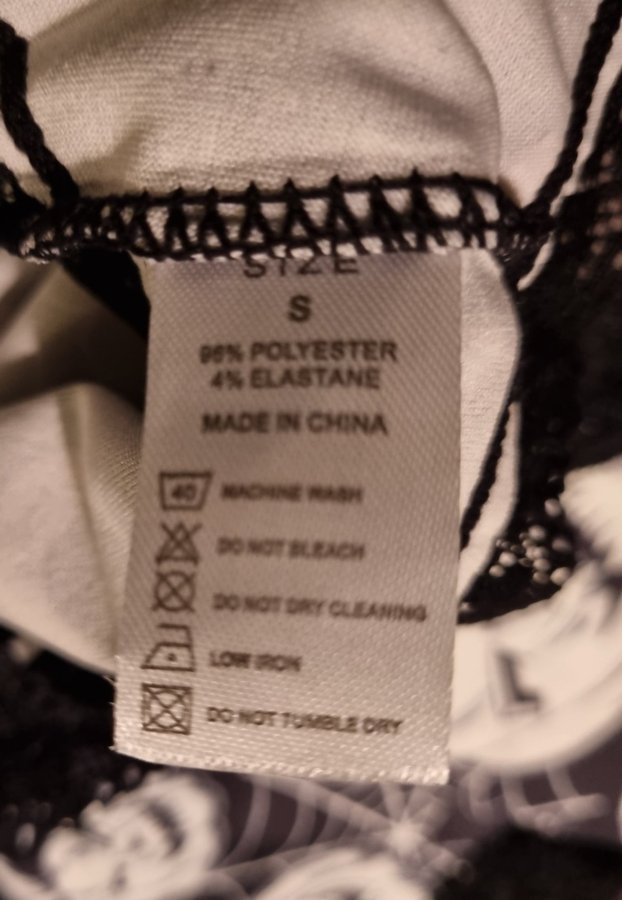 SIZE
S
96% POLYESTER
4% ELASTANE
MADE IN CHINA
40 MACHINE WASH
DO NOT BLEACH
DO NOT DRY CLEANING
LOW IRON
DO NOT TUMBLE DRY